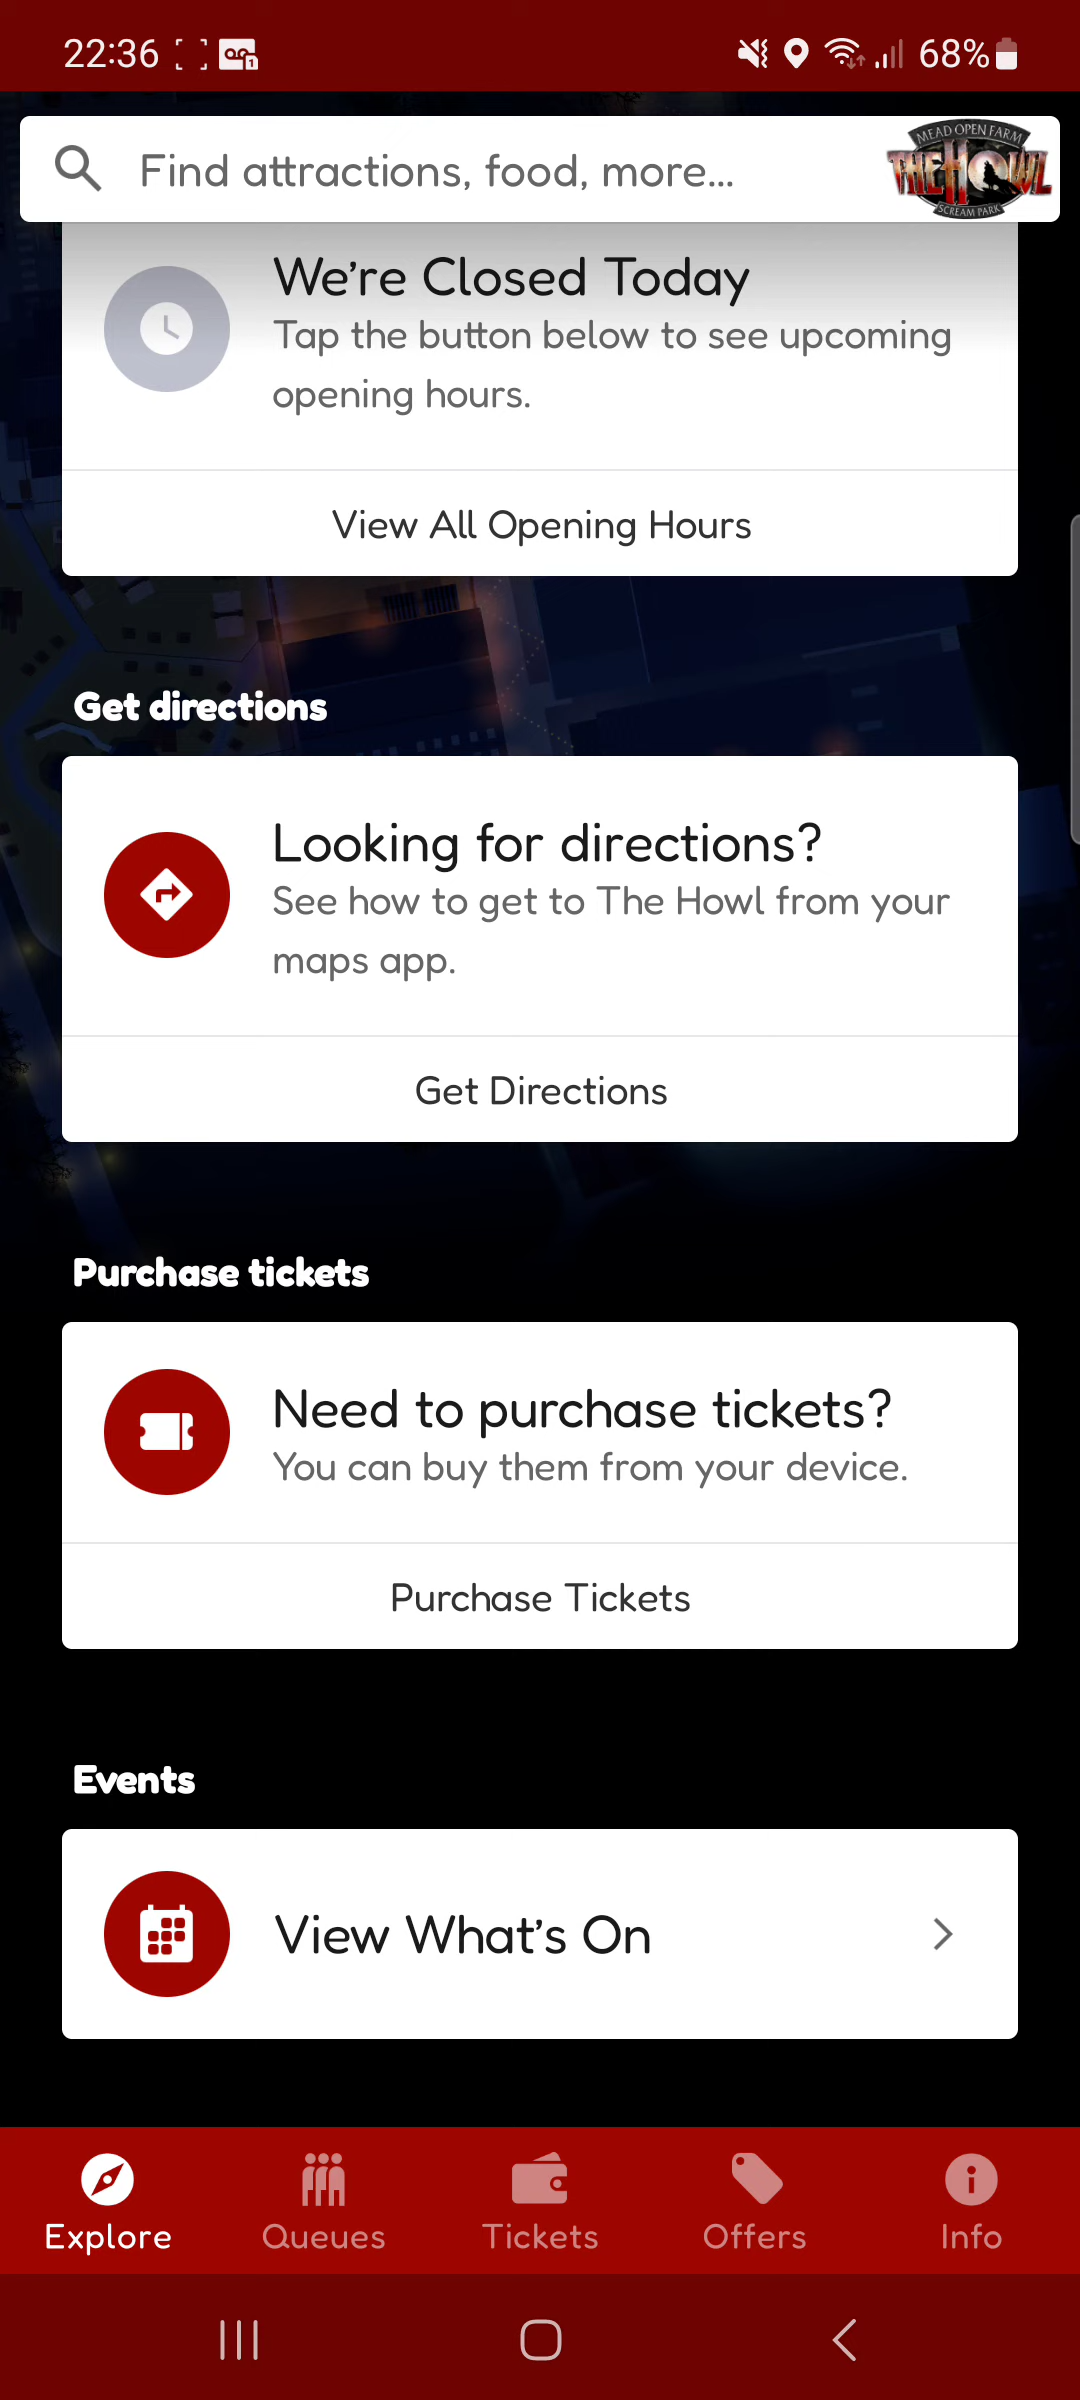 22:36
68%
Find attractions, food, more...
MEAD OPEN FARM
THE HOWL
SCREAM PARK
We're Closed Today
Tap the button below to see upcoming
opening hours.
View All Opening Hours
Get directions
Looking for directions?
See how to get to The Howl from your
maps app.
Get Directions
Purchase tickets
Need to purchase tickets?
You can buy them from your device.
Purchase Tickets
Events
View What's On
Explore
Queues
Tickets
Offers
Info